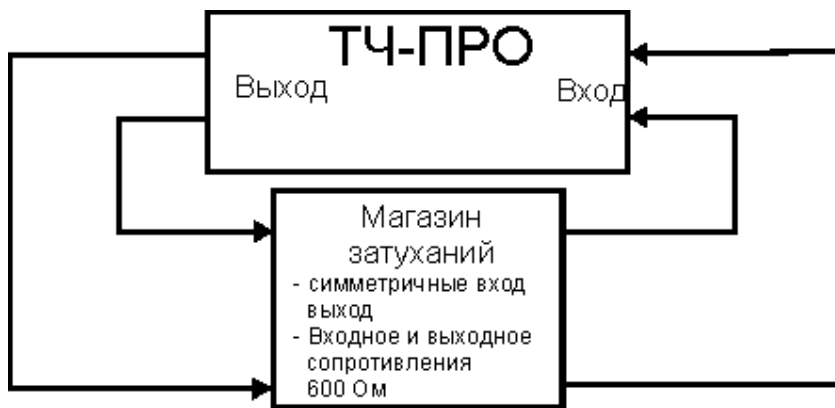 ТЧ-ПРО
Выход
Вход
Магазин
затуханий
- симметричные вход
выход
- Входное и выходное
сопротивления
600 Ом